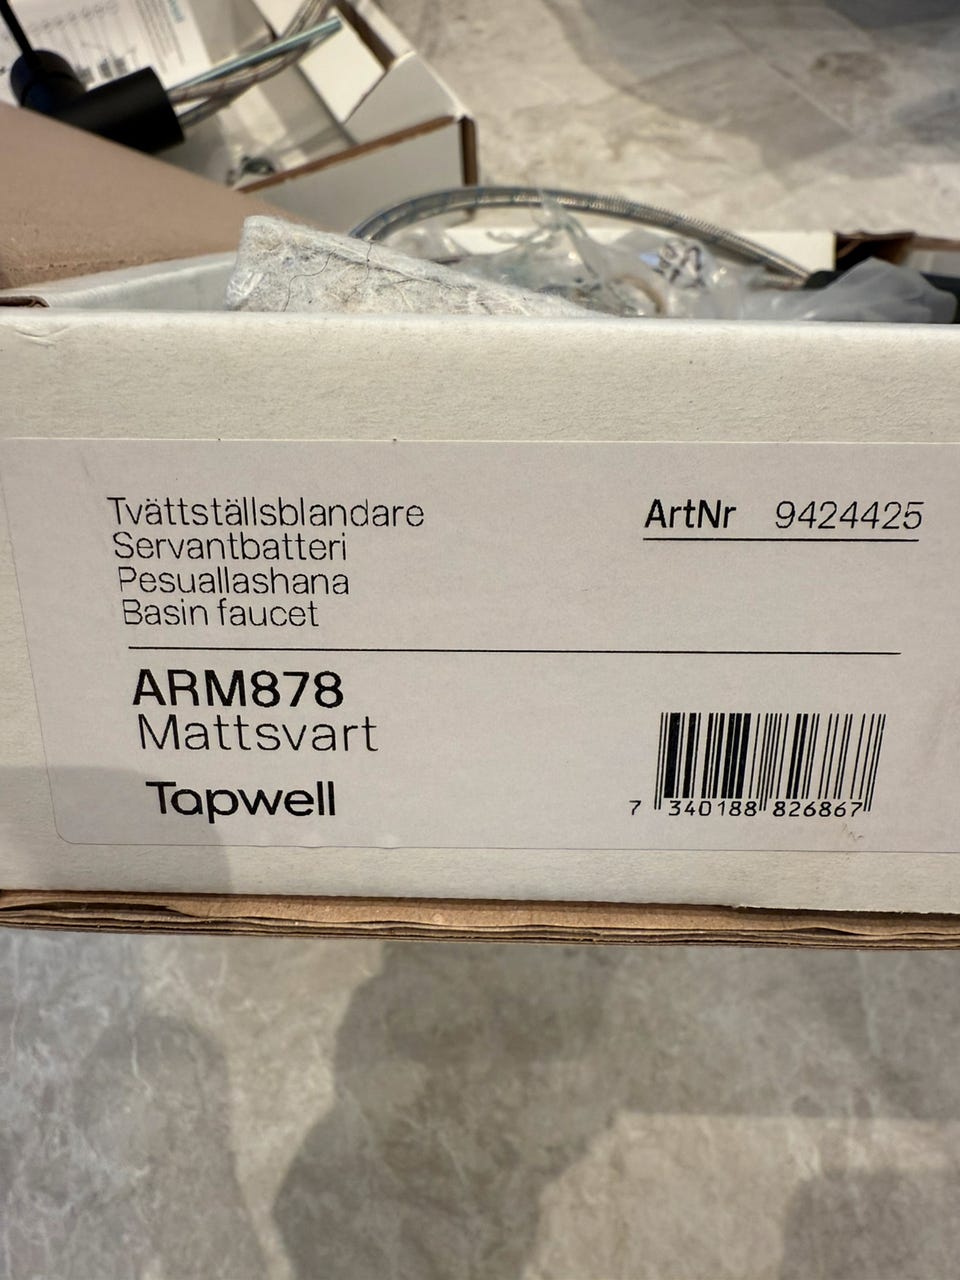 Tvättställsblandare
Servantbatteri
Pesuallashana
Basin faucet
ArtNr 9424425
ARM878
Mattsvart
Tapwell
7 340188 826867